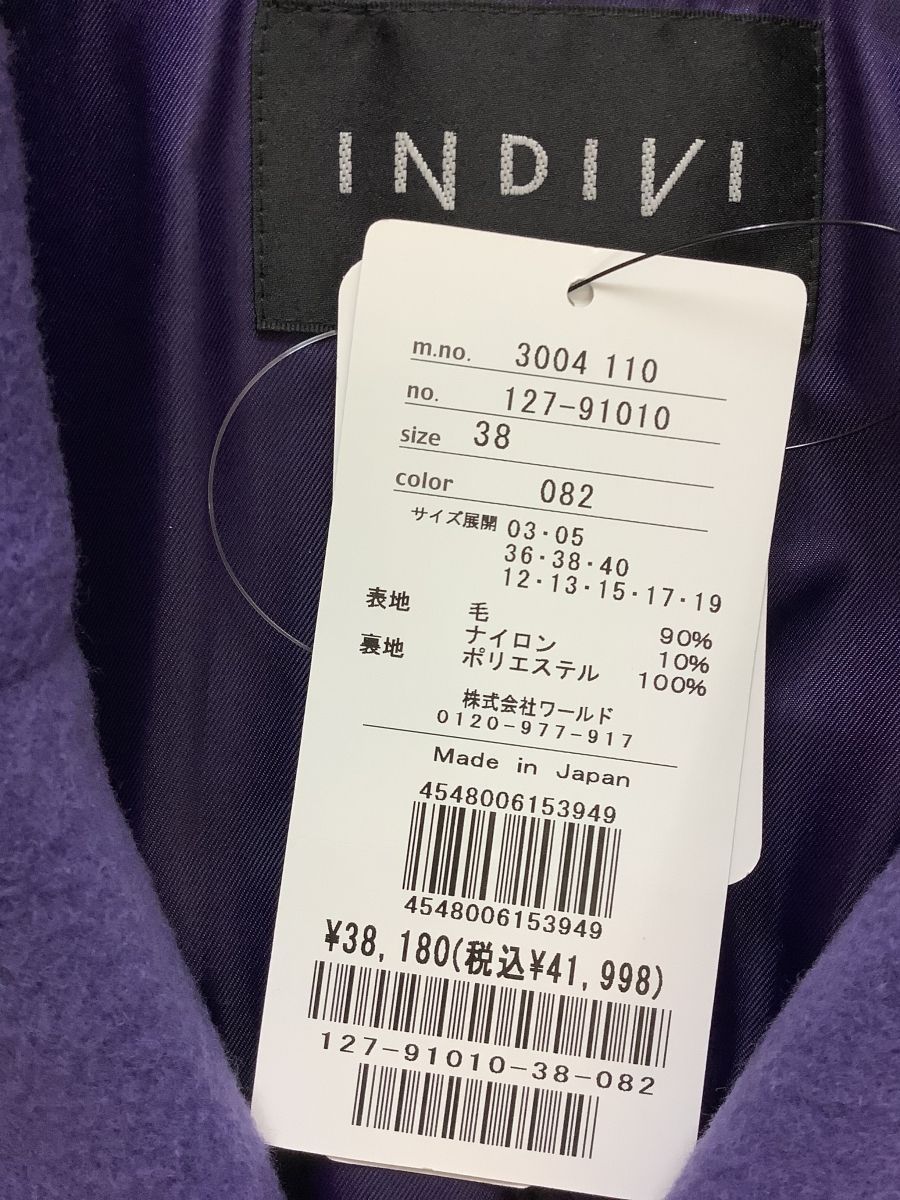 INDIVI
m.no. 3004 110
no. 127-91010
size 38
color 082
サイズ展開 03・05
36・38・40
12・13・15・17・19
表地 毛 90%
ナイロン 10%
裏地 ポリエステル 100%
株式会社ワールド
0120-977-917
Made in Japan
4548006153949
4548006153949
¥38,180(税込¥41,998)
127-91010-38-082